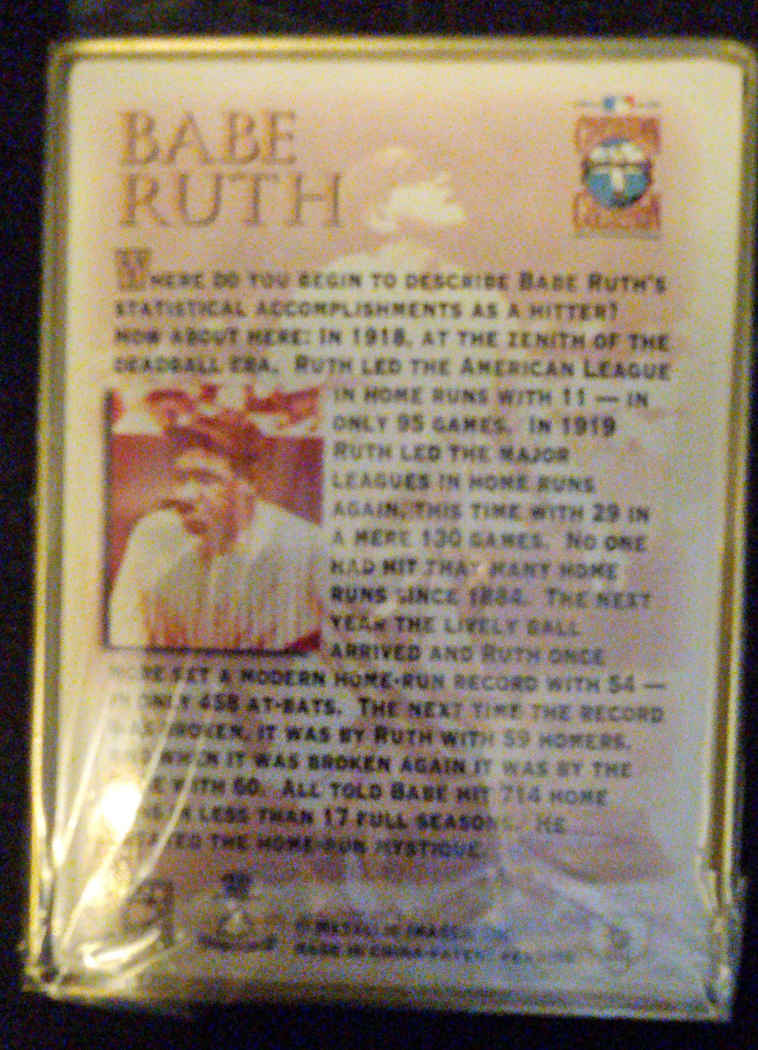 BABE
RUTH
COOPERSTOWN
COLLECTION
WHERE DO YOU BEGIN TO DESCRIBE BABE RUTH'S
STATISTICAL ACCOMPLISHMENTS AS A HITTER?
HOW ABOUT HERE: IN 1918, AT THE ZENITH OF THE
DEADBALL ERA, RUTH LED THE AMERICAN LEAGUE
IN HOME RUNS WITH 11 — IN
ONLY 95 GAMES. IN 1919
RUTH LED THE MAJOR
LEAGUES IN HOME RUNS
AGAIN, THIS TIME WITH 29 IN
A MERE 130 GAMES. NO ONE
HAD HIT THAT MANY HOME
RUNS SINCE 1884. THE NEXT
YEAR THE LIVELY BALL
ARRIVED AND RUTH ONCE
MORE SET A MODERN HOME-RUN RECORD WITH 54 —
IN ONLY 458 AT-BATS. THE NEXT TIME THE RECORD
WAS BROKEN, IT WAS BY RUTH WITH 59 HOMERS.
AND WHEN IT WAS BROKEN AGAIN IT WAS BY THE
BABE WITH 60. ALL TOLD BABE HIT 714 HOME
RUNS IN LESS THAN 17 FULL SEASONS. HE
CREATED THE HOME-RUN MYSTIQUE.
© METALLIC IMAGES
MADE IN CHINA-PATENT PENDING